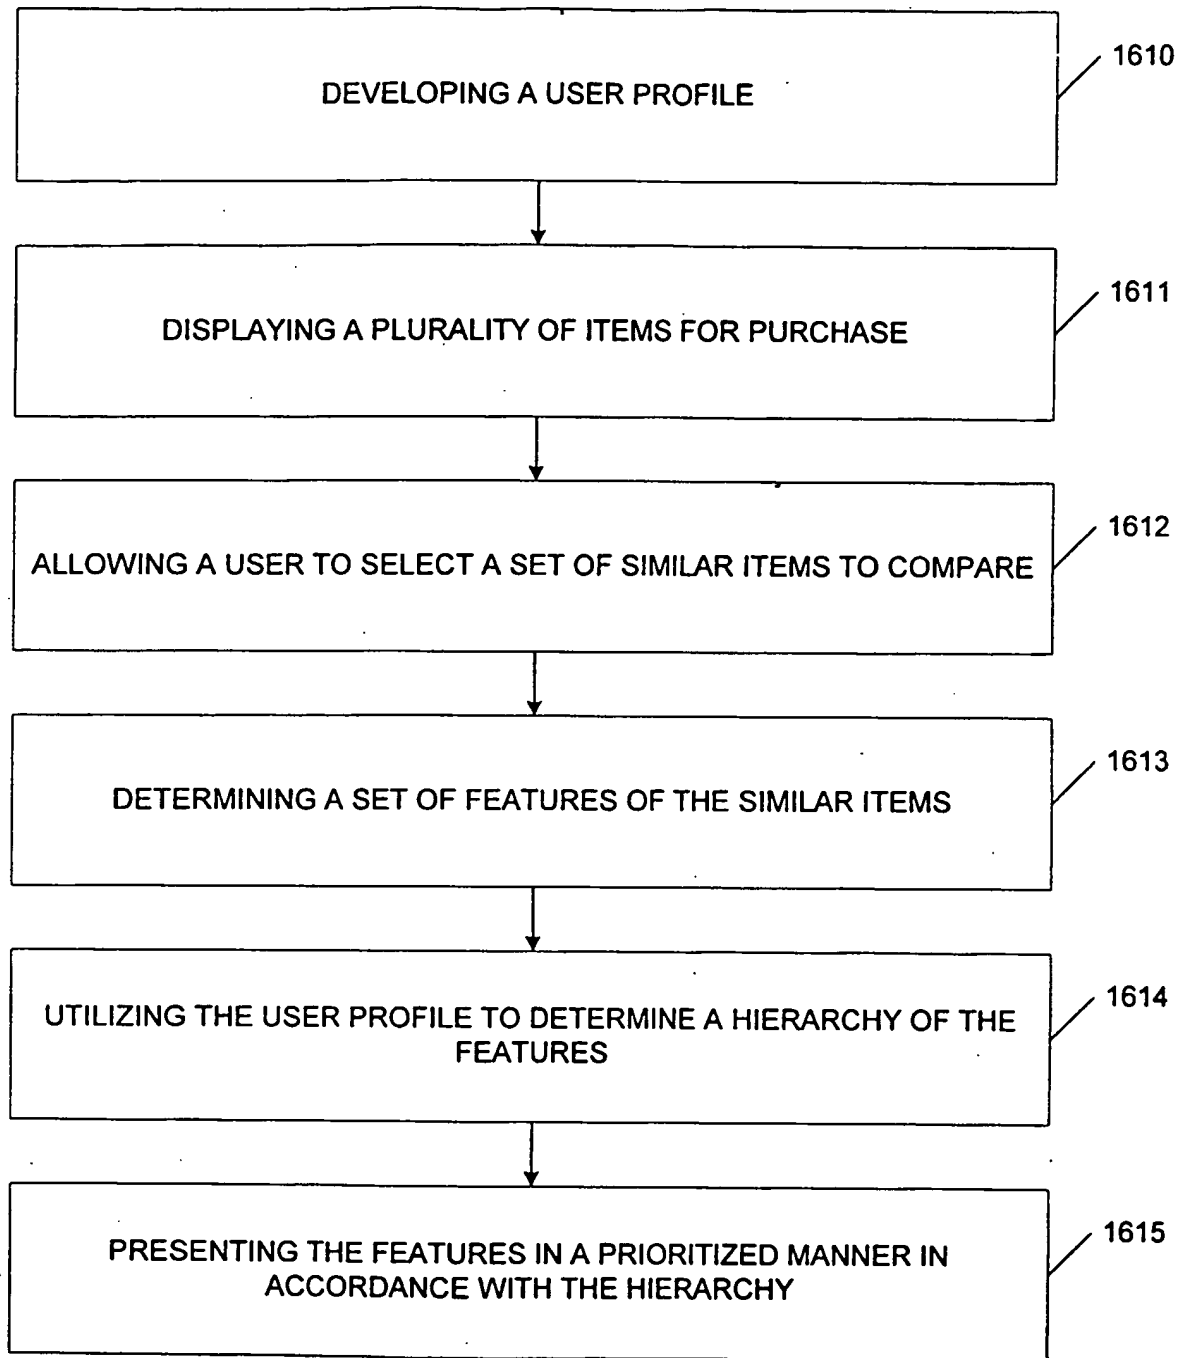 1610
DEVELOPING A USER PROFILE
1611
DISPLAYING A PLURALITY OF ITEMS FOR PURCHASE
1612
ALLOWING A USER TO SELECT A SET OF SIMILAR ITEMS TO COMPARE
1613
DETERMINING A SET OF FEATURES OF THE SIMILAR ITEMS
1614
UTILIZING THE USER PROFILE TO DETERMINE A HIERARCHY OF THE
FEATURES
1615
PRESENTING THE FEATURES IN A PRIORITIZED MANNER IN
ACCORDANCE WITH THE HIERARCHY